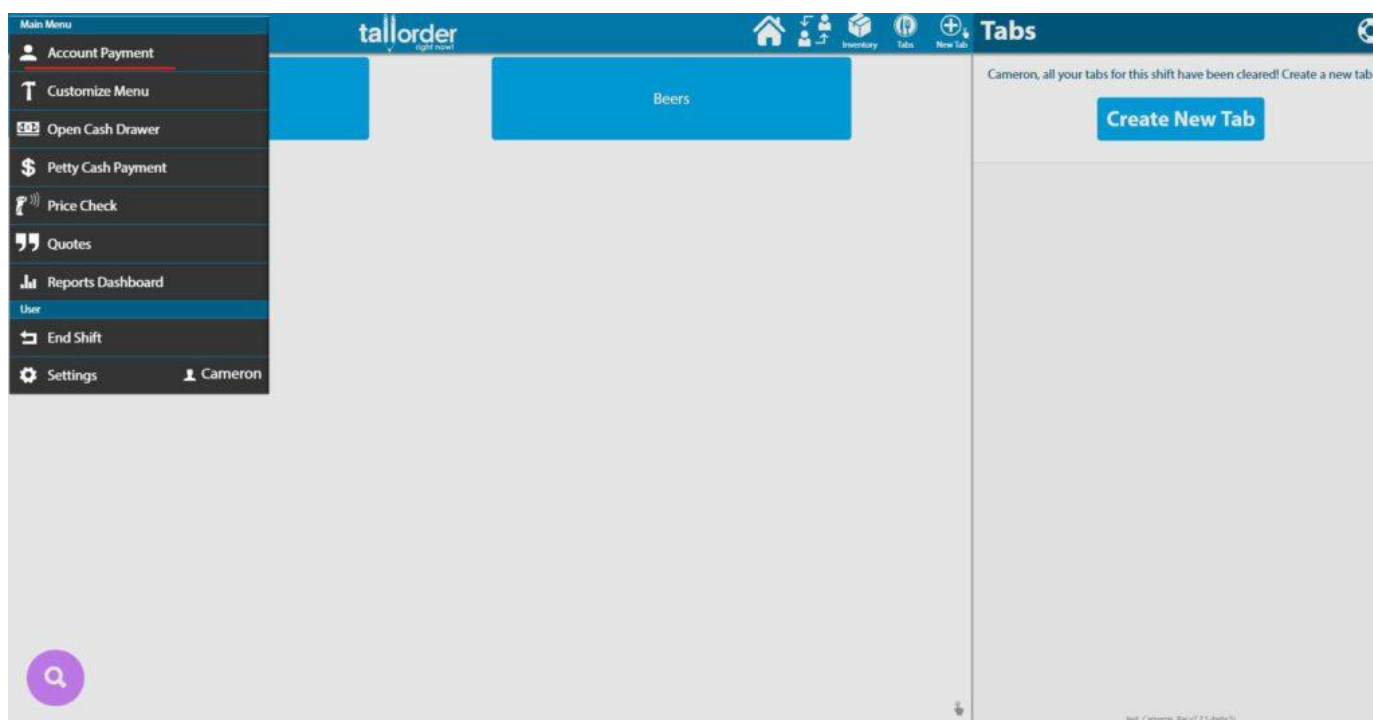 Main Menu
Account Payment
Customize Menu
Open Cash Drawer
Petty Cash Payment
Price Check
Quotes
Reports Dashboard
User
End Shift
Settings
Cameron
tallorder
right now!
Beers
Inventory
Tabs
New Tab
Tabs
Cameron, all your tabs for this shift have been cleared! Create a new tab
Create New Tab